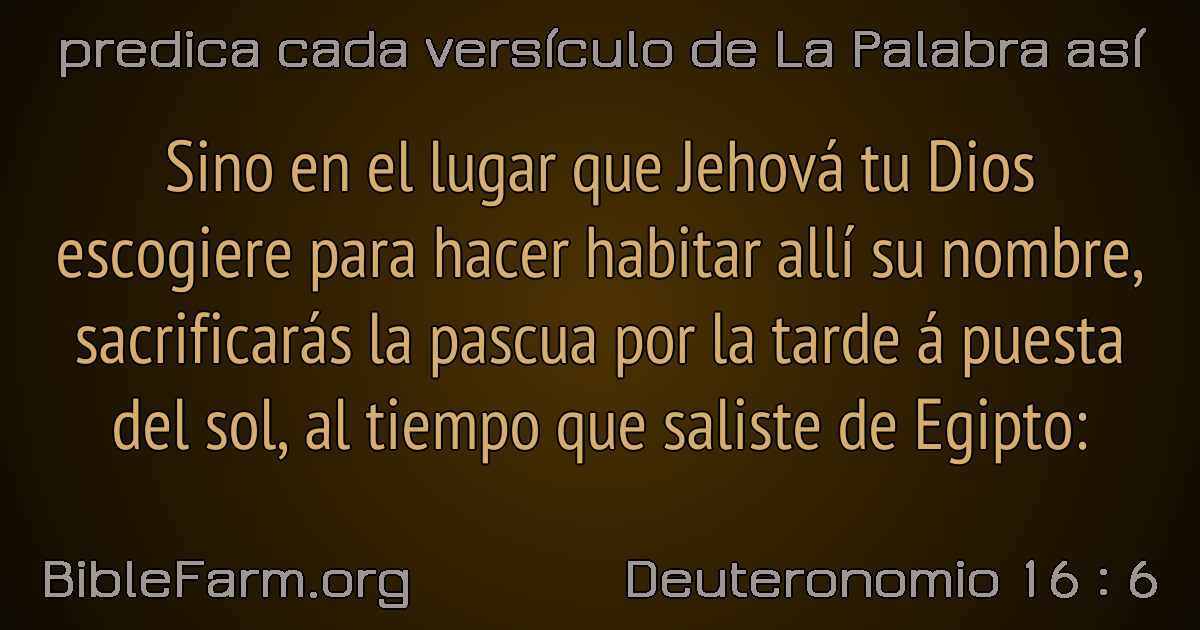 predica cada versículo de La Palabra así
Sino en el lugar que Jehová tu Dios
escogiere para hacer habitar allí su nombre,
sacrificarás la pascua por la tarde á puesta
del sol, al tiempo que saliste de Egipto:
BibleFarm.org
Deuteronomio 16 : 6